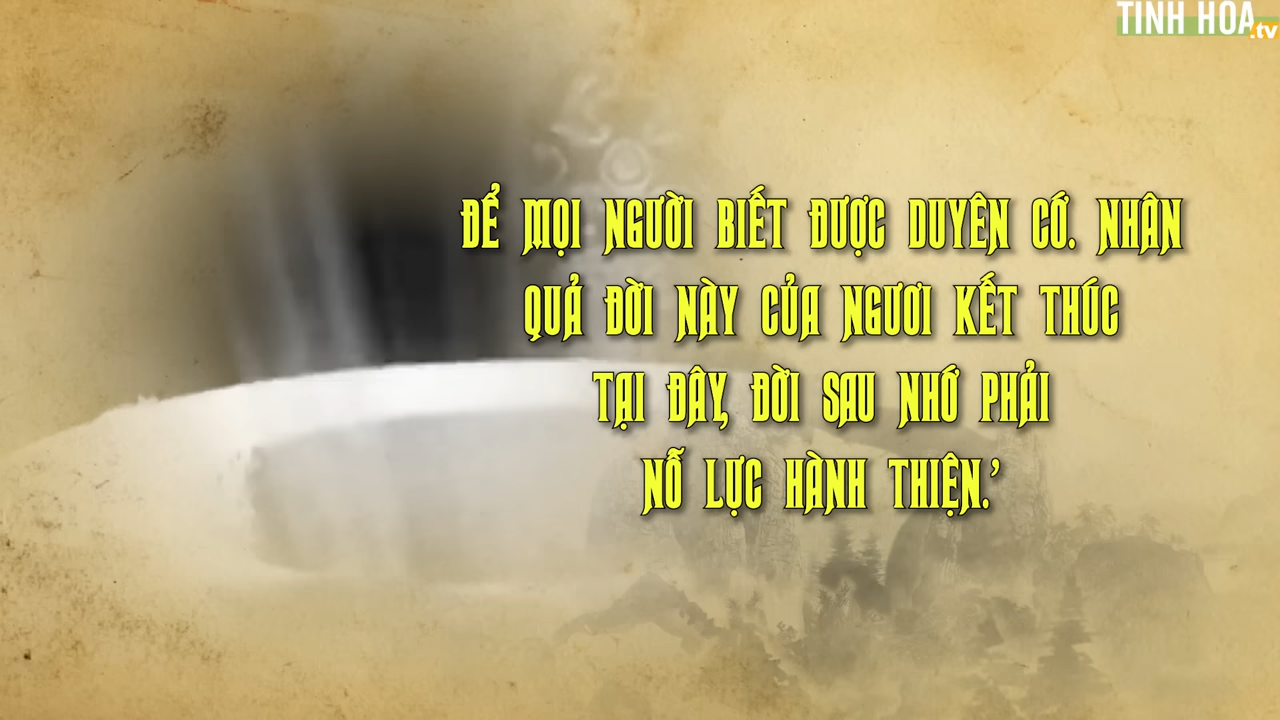 TINH HOA.tv
ĐỂ MỌI NGƯỜI BIẾT ĐƯỢC DUYÊN CỚ. NHÂN
QUẢ ĐỜI NÀY CỦA NGƯƠI KẾT THÚC
TẠI ĐÂY, ĐỜI SAU NHỚ PHẢI
NỖ LỰC HÀNH THIỆN.’